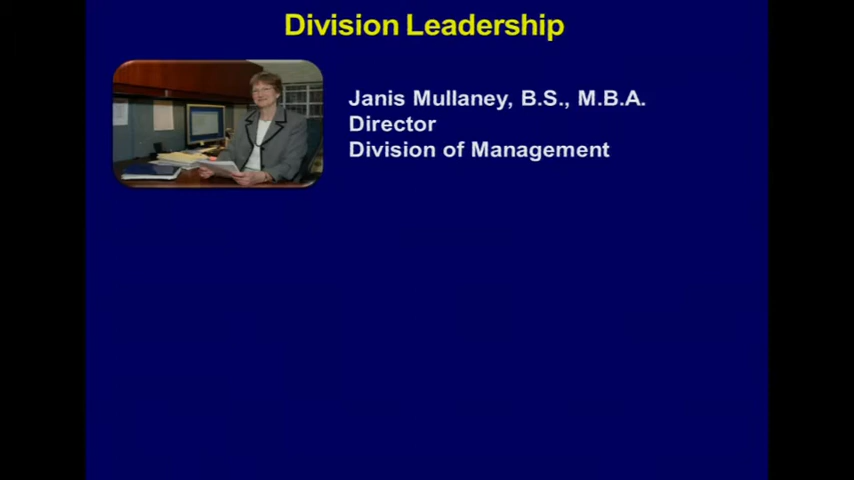 Division Leadership
Janis Mullaney, B.S., M.B.A.
Director
Division of Management